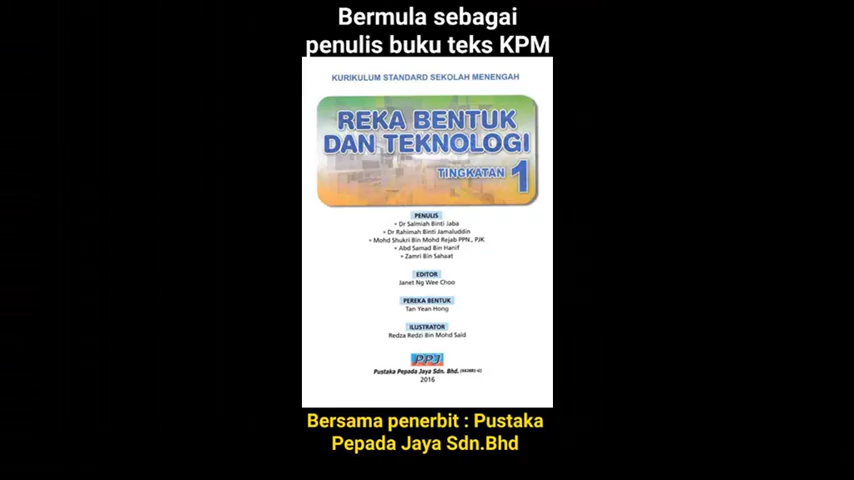 Bermula sebagai
penulis buku teks KPM
KURIKULUM STANDARD SEKOLAH MENENGAH
REKA BENTUK
DAN TEKNOLOGI
TINGKATAN 1
PENULIS
• Dr Salmiah Binti Jaba
• Dr Rahimah Binti Jamaluddin
• Mohd Shukri Bin Mohd Rejab PPN., PJK
• Abd Samad Bin Hanif
• Zamri Bin Sahaat
EDITOR
Janet Ng Wee Choo
PEREKA BENTUK
Tan Yean Hong
ILUSTRATOR
Redza Redzi Bin Mohd Said
PPJ
Pustaka Pepada Jaya Sdn. Bhd.
2016
Bersama penerbit : Pustaka
Pepada Jaya Sdn.Bhd